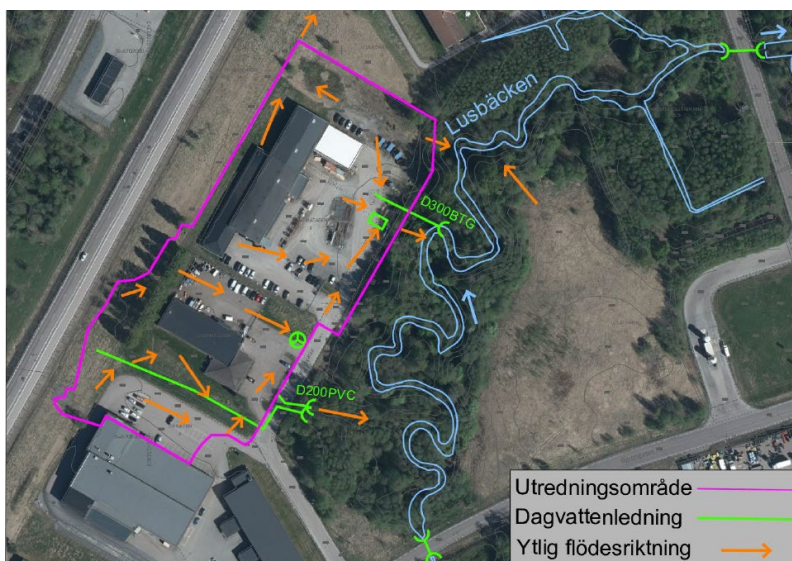 Lusbäcken
D300BTG
D200PVC
Utredningsområde
Dagvattenledning
Ytlig flödesriktning